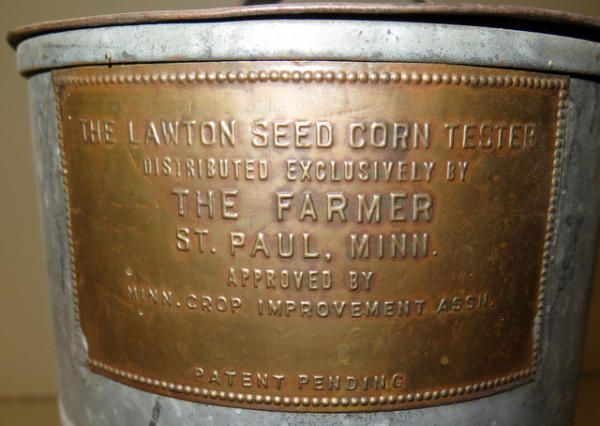 THE LAWTON SEED CORN TESTER
DISTRIBUTED EXCLUSIVELY BY
THE FARMER
ST. PAUL, MINN.
APPROVED BY
MINN. CROP IMPROVEMENT ASSN.
PATENT PENDING